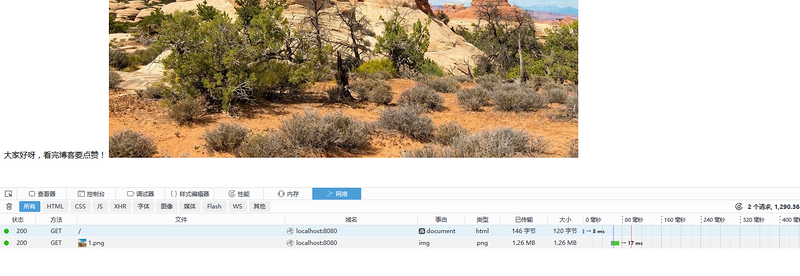 大家好呀，看完博客要点赞！
查看器 控制台 调试器 {} 样式编辑器 性能 内存 网络
所有 HTML CSS JS XHR 字体 图像 媒体 Flash WS 其他 2 个请求, 1,290.36
状态 方法 文件 域名 事由 类型 已传输 大小 0 毫秒 80 毫秒 160 毫秒 240 毫秒 320 毫秒 400 毫秒
200 GET / localhost:8080 document html 146 字节 120 字节 → 3 ms
200 GET 1.png localhost:8080 img png 1.26 MB 1.26 MB → 17 ms